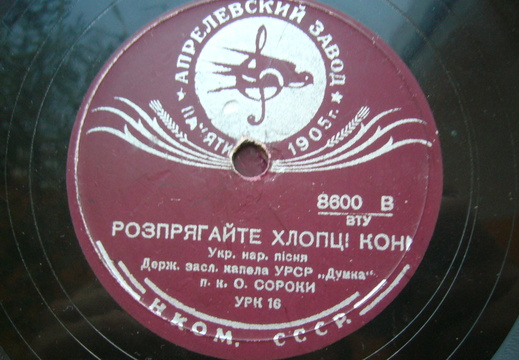 ★ АПРЕЛЕВСКИЙ ЗАВОД ★
ПАМЯТИ 1905 г.
8600 В
ВТУ
РОЗПРЯГАЙТЕ ХЛОПЦІ КОНІ
Укр. нар. пісня
Держ. засл. капела УРСР „Думка"
п. к. О. СОРОКИ
УРК 16
НКОМ, СССР.